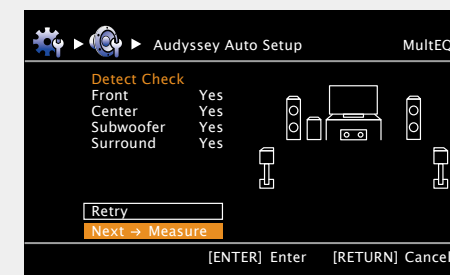 Audyssey Auto Setup MultEQ
Detect Check
Front Yes
Center Yes
Subwoofer Yes
Surround Yes
Retry
Next → Measure
[ENTER] Enter [RETURN] Cancel